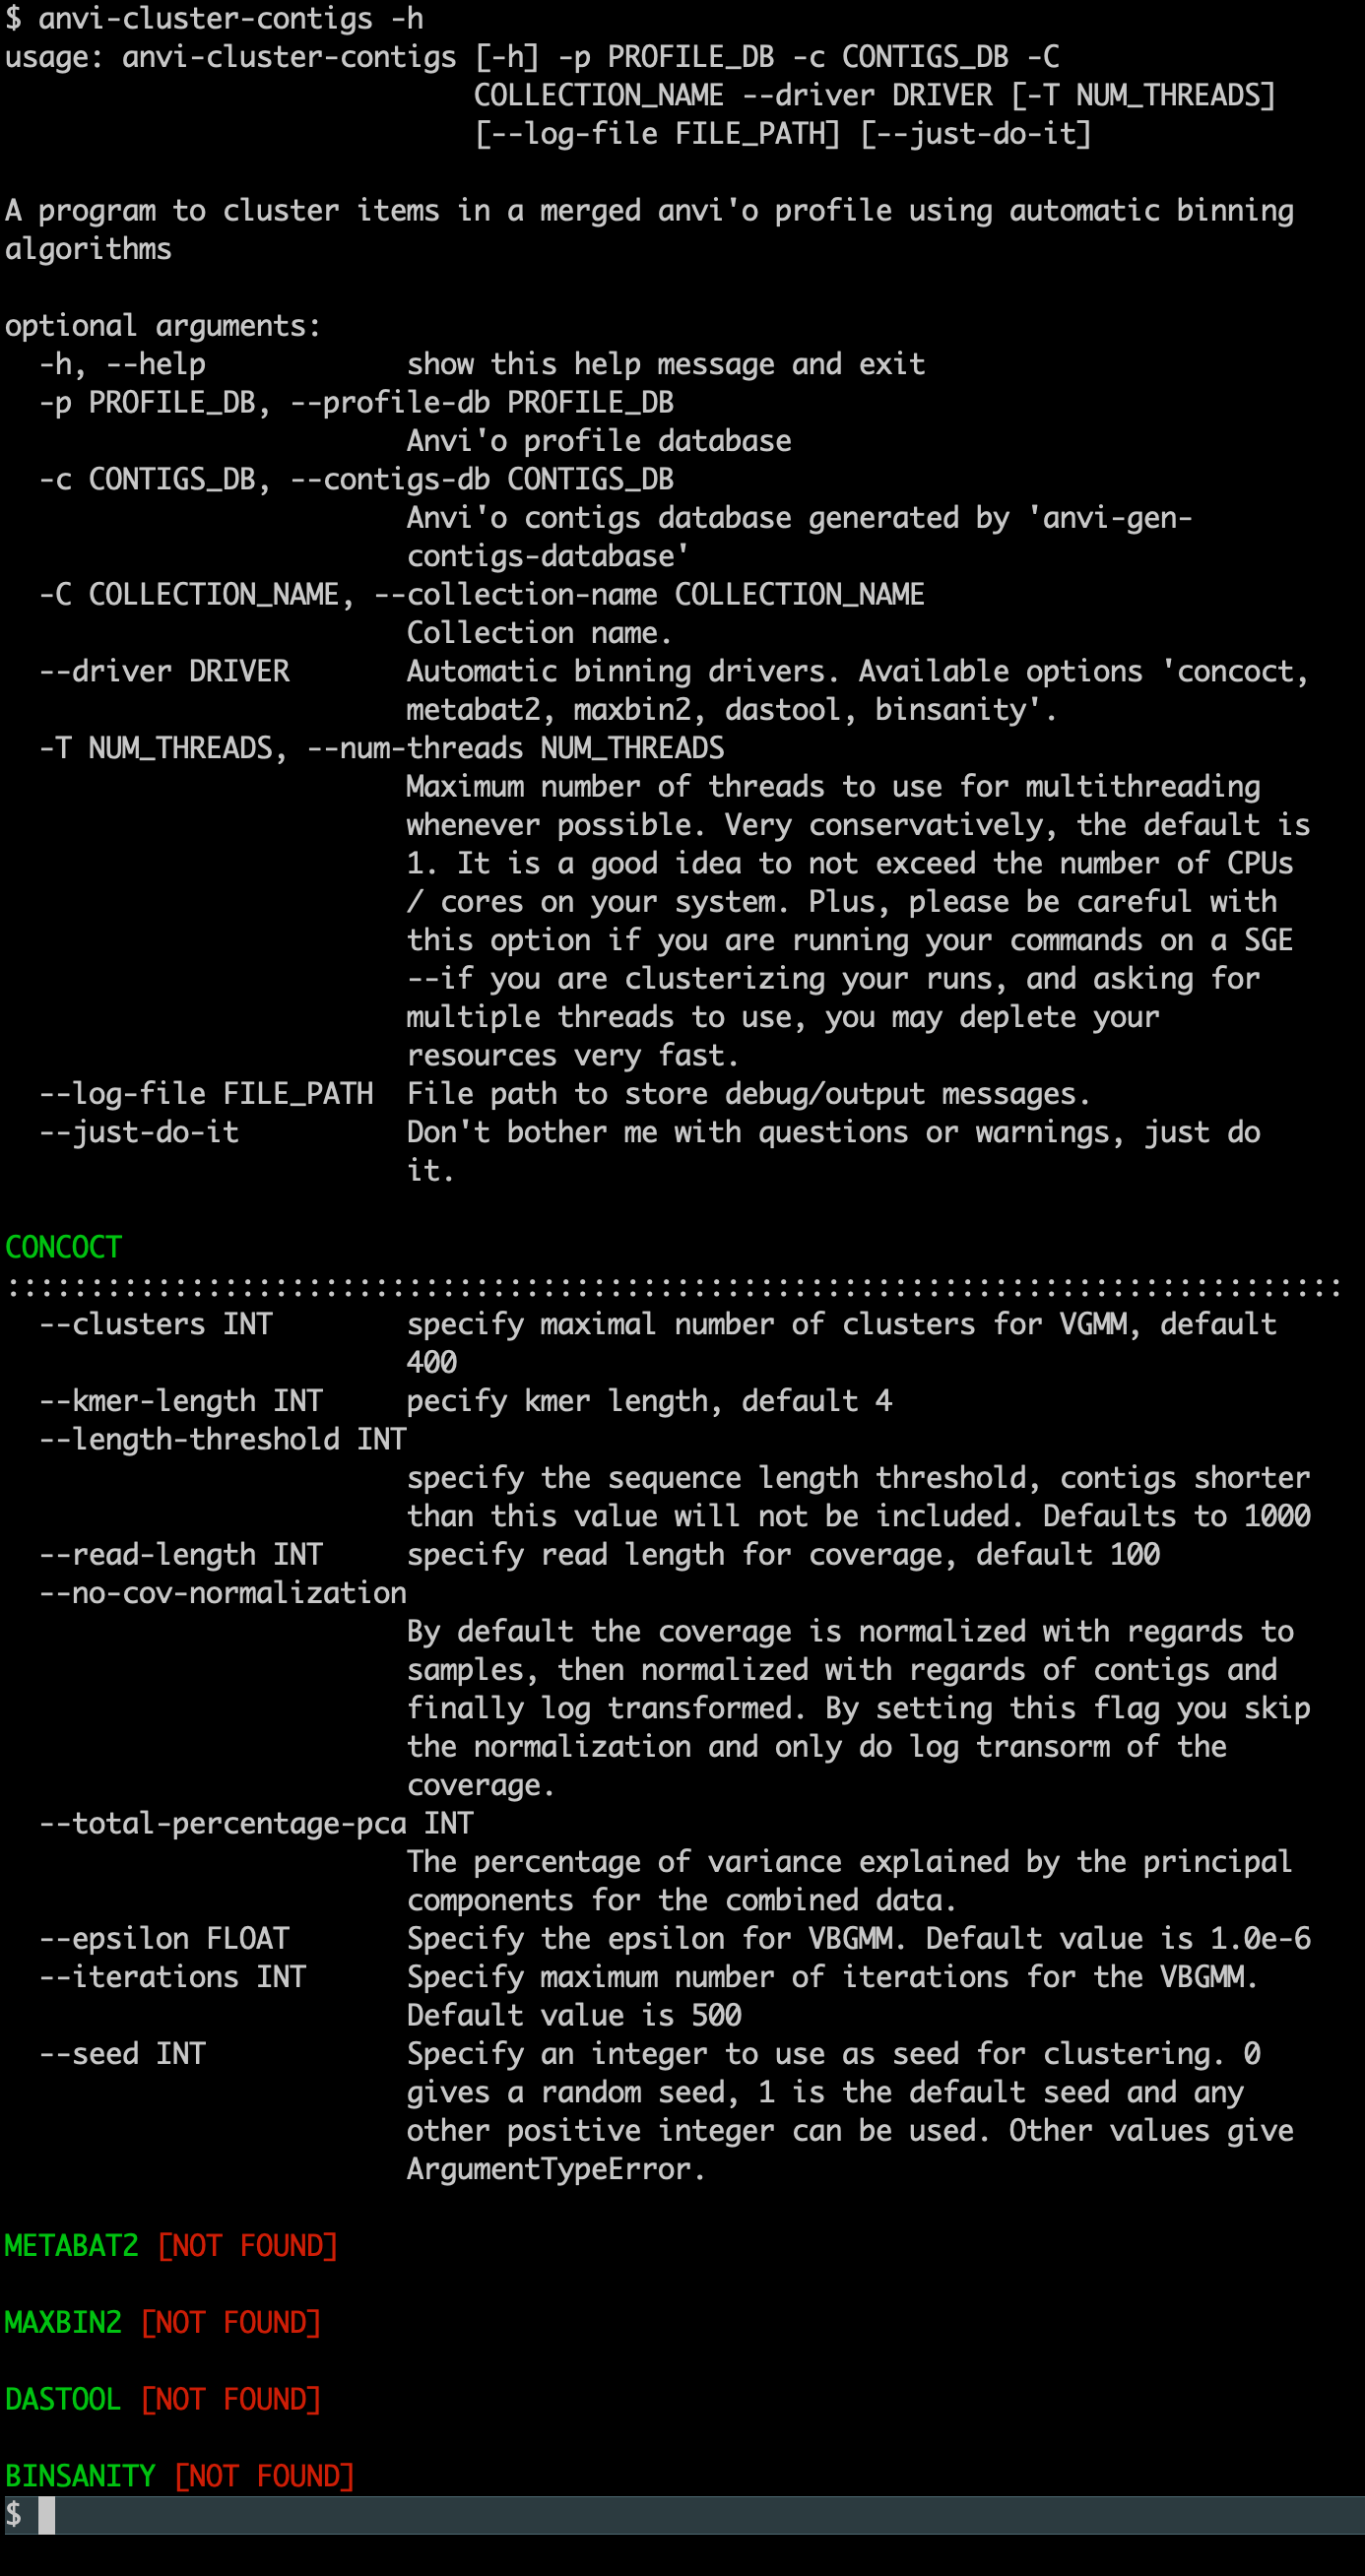 $ anvi-cluster-contigs -h
usage: anvi-cluster-contigs [-h] -p PROFILE_DB -c CONTIGS_DB -C
                            COLLECTION_NAME --driver DRIVER [-T NUM_THREADS]
                            [--log-file FILE_PATH] [--just-do-it]

A program to cluster items in a merged anvi'o profile using automatic binning
algorithms

optional arguments:
  -h, --help            show this help message and exit
  -p PROFILE_DB, --profile-db PROFILE_DB
                        Anvi'o profile database
  -c CONTIGS_DB, --contigs-db CONTIGS_DB
                        Anvi'o contigs database generated by 'anvi-gen-
                        contigs-database'
  -C COLLECTION_NAME, --collection-name COLLECTION_NAME
                        Collection name.
  --driver DRIVER       Automatic binning drivers. Available options 'concoct,
                        metabat2, maxbin2, dastool, binsanity'.
  -T NUM_THREADS, --num-threads NUM_THREADS
                        Maximum number of threads to use for multithreading
                        whenever possible. Very conservatively, the default is
                        1. It is a good idea to not exceed the number of CPUs
                        / cores on your system. Plus, please be careful with
                        this option if you are running your commands on a SGE
                        --if you are clusterizing your runs, and asking for
                        multiple threads to use, you may deplete your
                        resources very fast.
  --log-file FILE_PATH  File path to store debug/output messages.
  --just-do-it          Don't bother me with questions or warnings, just do
                        it.

CONCOCT
::::::::::::::::::::::::::::::::::::::::::::::::::::::::::::::::::::::::::::::::
  --clusters INT        specify maximal number of clusters for VGMM, default
                        400
  --kmer-length INT     pecify kmer length, default 4
  --length-threshold INT
                        specify the sequence length threshold, contigs shorter
                        than this value will not be included. Defaults to 1000
  --read-length INT     specify read length for coverage, default 100
  --no-cov-normalization
                        By default the coverage is normalized with regards to
                        samples, then normalized with regards of contigs and
                        finally log transformed. By setting this flag you skip
                        the normalization and only do log transorm of the
                        coverage.
  --total-percentage-pca INT
                        The percentage of variance explained by the principal
                        components for the combined data.
  --epsilon FLOAT       Specify the epsilon for VBGMM. Default value is 1.0e-6
  --iterations INT      Specify maximum number of iterations for the VBGMM.
                        Default value is 500
  --seed INT            Specify an integer to use as seed for clustering. 0
                        gives a random seed, 1 is the default seed and any
                        other positive integer can be used. Other values give
                        ArgumentTypeError.

METABAT2 [NOT FOUND]

MAXBIN2 [NOT FOUND]

DASTOOL [NOT FOUND]

BINSANITY [NOT FOUND]
$